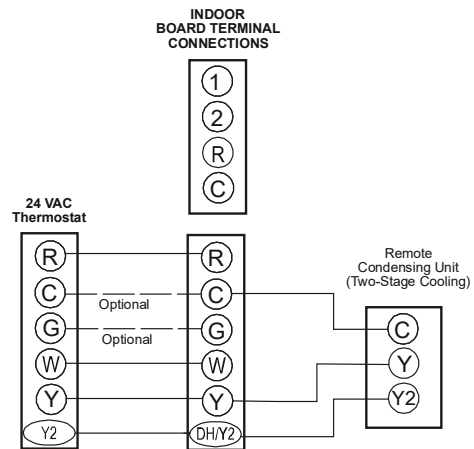 INDOOR
BOARD TERMINAL
CONNECTIONS
1
2
R
C
24 VAC
Thermostat
R
C
G
W
Y
Y2
Optional
Optional
R
C
G
W
Y
DH/Y2
Remote
Condensing Unit
(Two-Stage Cooling)
C
Y
Y2